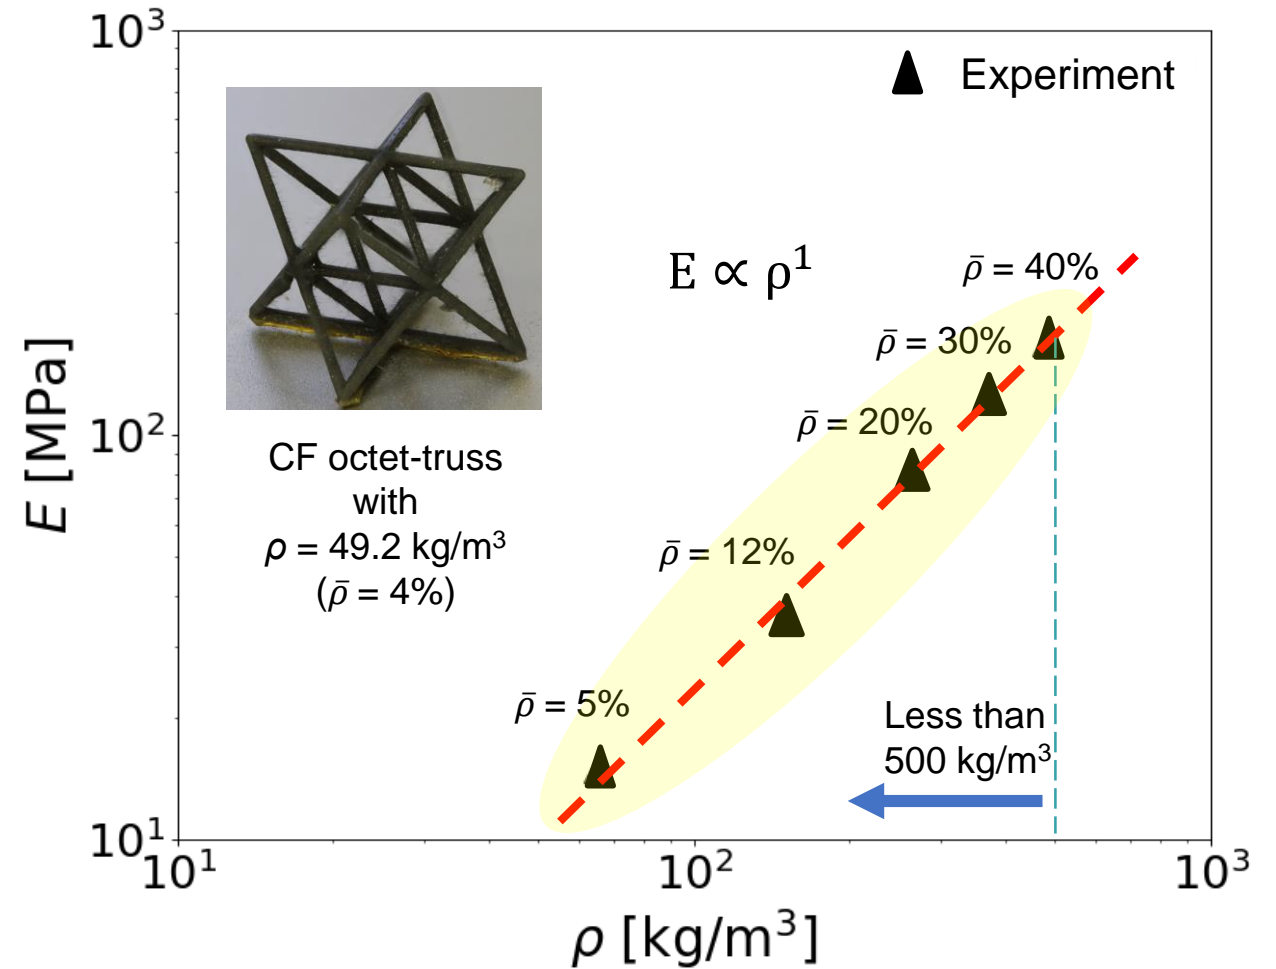 10³
Experiment
E ∝ ρ¹
ρ̄ = 40%
ρ̄ = 30%
ρ̄ = 20%
ρ̄ = 12%
ρ̄ = 5%
CF octet-truss
with
ρ = 49.2 kg/m³
(ρ̄ = 4%)
E [MPa]
10²
Less than
500 kg/m³
10¹
10¹
10²
10³
ρ [kg/m³]